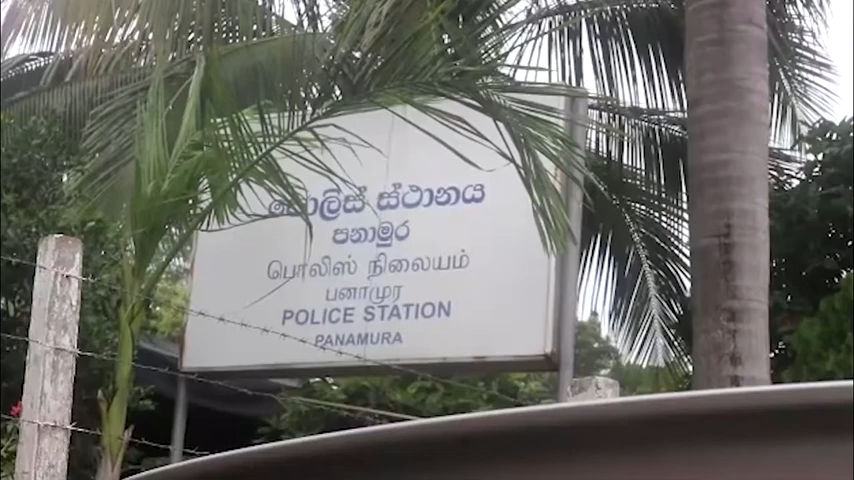 පොලිස් ස්ථානය
පනාමුර
பொலிஸ் நிலையம்
பனாமுர
POLICE STATION
PANAMURA